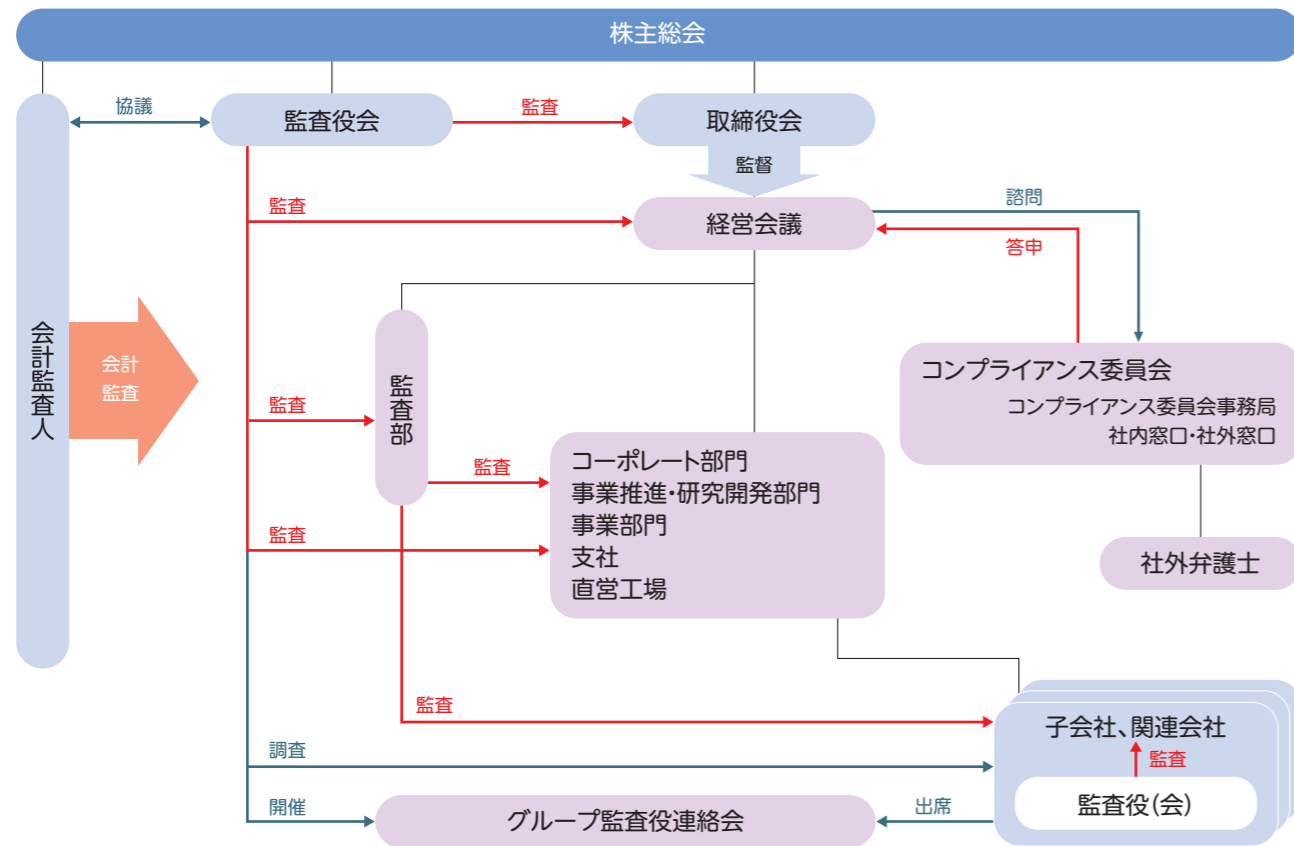 株主総会
協議
監査役会
監査
取締役会
監督
監査
経営会議
諮問
答申
会計監査人
会計
監査
監査
監査部
監査
コンプライアンス委員会
コンプライアンス委員会事務局
社内窓口・社外窓口
コーポレート部門
事業推進・研究開発部門
事業部門
支社
直営工場
監査
社外弁護士
監査
子会社、関連会社
調査
監査
監査役(会)
開催
グループ監査役連絡会
出席